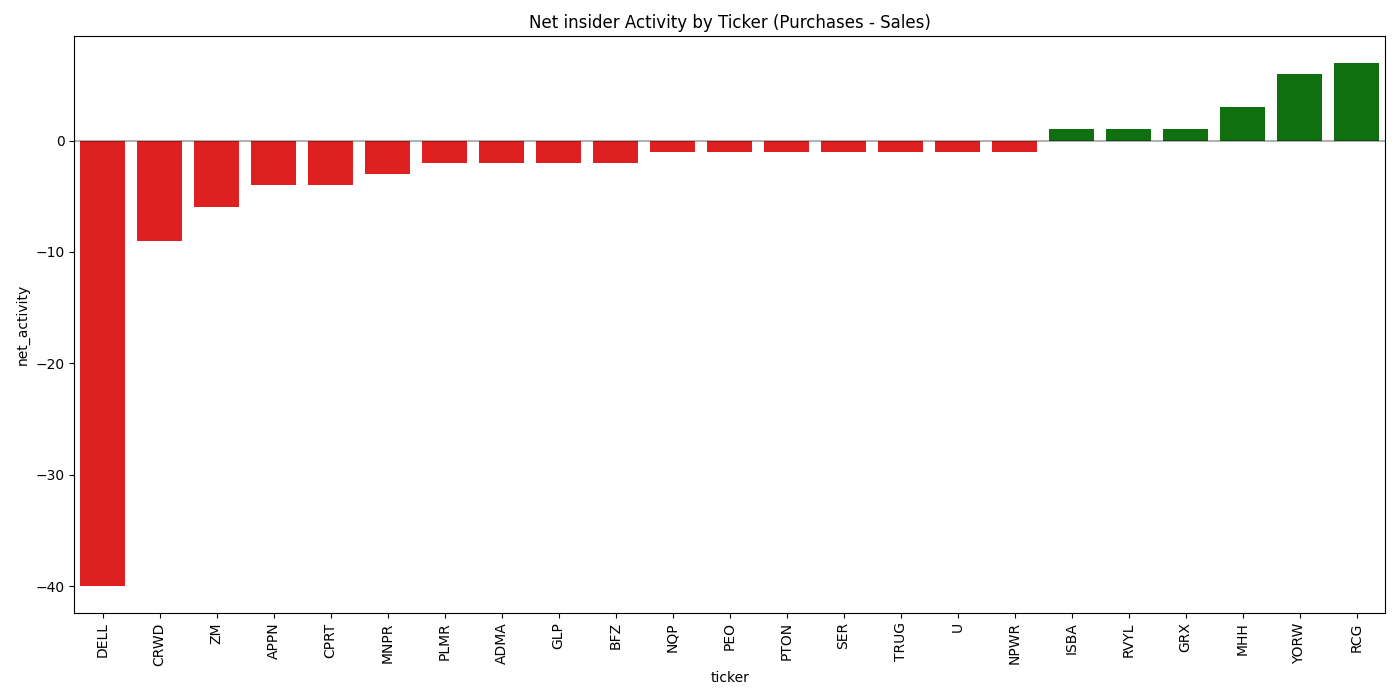 Net insider Activity by Ticker (Purchases - Sales)
net_activity
0
−10
−20
−30
−40
DELL
CRWD
ZM
APPN
CPRT
MNPR
PLMR
ADMA
GLP
BFZ
NQP
PEO
PTON
SER
TRUG
U
NPWR
ISBA
RVYL
GRX
MHH
YORW
RCG
ticker